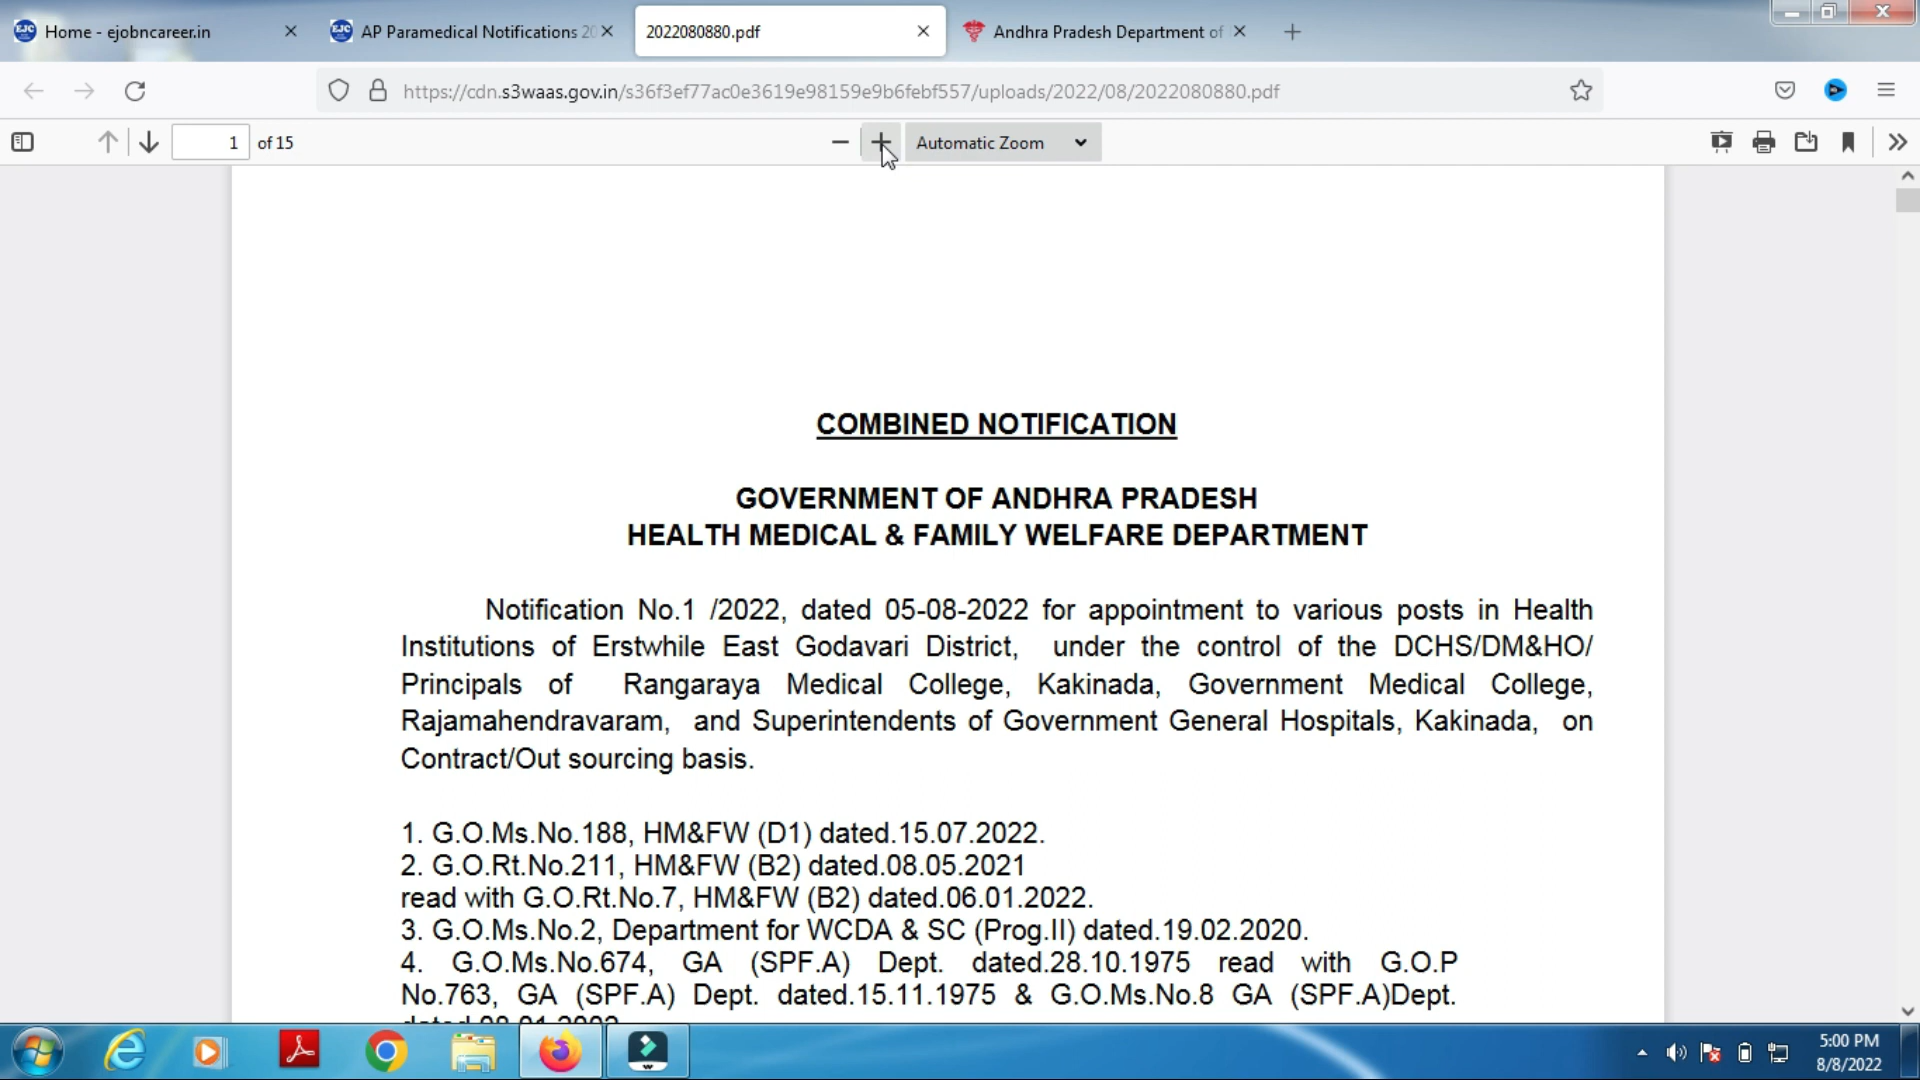 Home - ejobncareer.in
AP Paramedical Notifications 20
2022080880.pdf
Andhra Pradesh Department of
https://cdn.s3waas.gov.in/s36f3ef77ac0e3619e98159e9b6febf557/uploads/2022/08/2022080880.pdf
1 of 15
Automatic Zoom
COMBINED NOTIFICATION
GOVERNMENT OF ANDHRA PRADESH
HEALTH MEDICAL & FAMILY WELFARE DEPARTMENT
Notification No.1 /2022, dated 05-08-2022 for appointment to various posts in Health
Institutions of Erstwhile East Godavari District, under the control of the DCHS/DM&HO/
Principals of Rangaraya Medical College, Kakinada, Government Medical College,
Rajamahendravaram, and Superintendents of Government General Hospitals, Kakinada, on
Contract/Out sourcing basis.
1. G.O.Ms.No.188, HM&FW (D1) dated.15.07.2022.
2. G.O.Rt.No.211, HM&FW (B2) dated.08.05.2021
read with G.O.Rt.No.7, HM&FW (B2) dated.06.01.2022.
3. G.O.Ms.No.2, Department for WCDA & SC (Prog.II) dated.19.02.2020.
4. G.O.Ms.No.674, GA (SPF.A) Dept. dated.28.10.1975 read with G.O.P
No.763, GA (SPF.A) Dept. dated.15.11.1975 & G.O.Ms.No.8 GA (SPF.A)Dept.
5:00 PM
8/8/2022